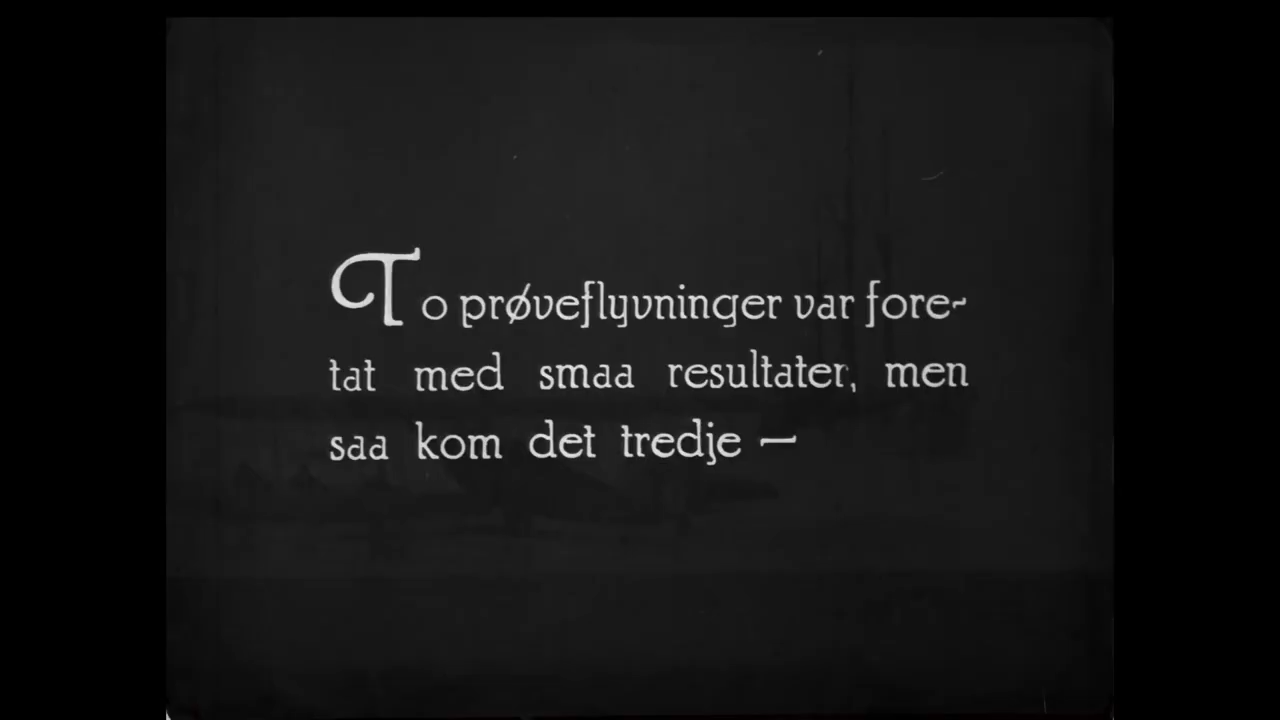 To prøveflyvninger var fore-
tat med smaa resultater, men
saa kom det tredje —